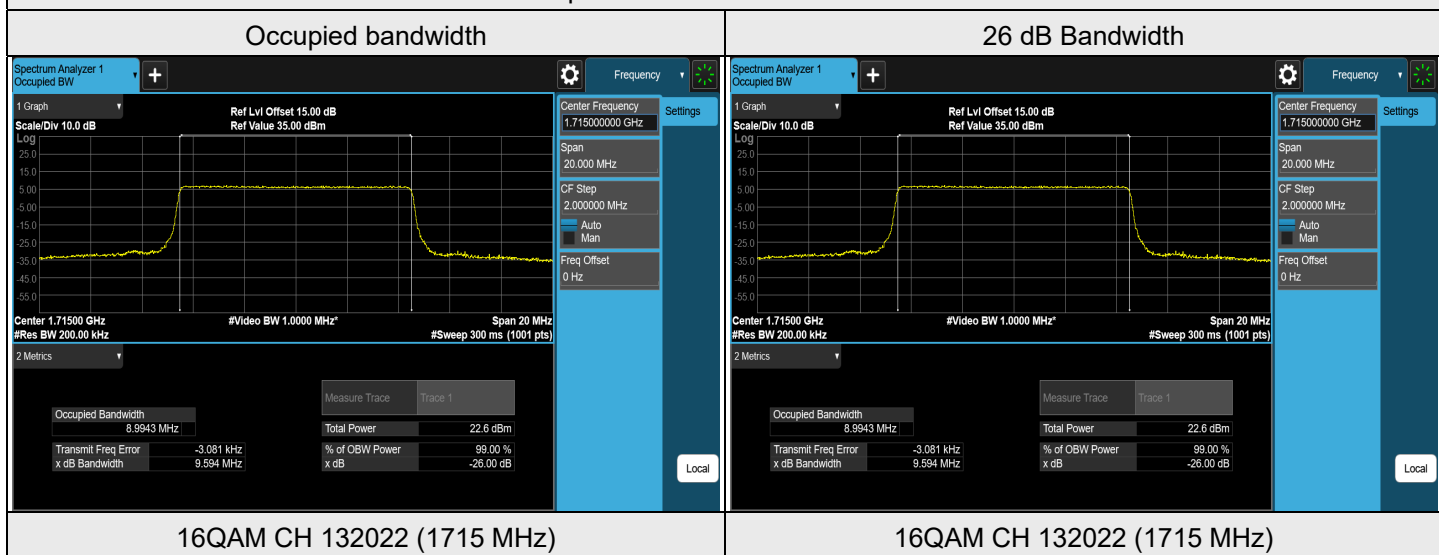 Occupied bandwidth
26 dB Bandwidth
Spectrum Analyzer 1
Occupied BW
+
Frequency
1 Graph
Scale/Div 10.0 dB
Ref Lvl Offset 15.00 dB
Ref Value 35.00 dBm
Log
25.0
15.0
5.00
-5.00
-15.0
-25.0
-35.0
-45.0
-55.0
Center 1.71500 GHz
#Video BW 1.0000 MHz*
Span 20 MHz
#Res BW 200.00 kHz
#Sweep 300 ms (1001 pts)
Center Frequency
1.715000000 GHz
Settings
Span
20.000 MHz
CF Step
2.000000 MHz
Auto
Man
Freq Offset
0 Hz
2 Metrics
Measure Trace
Trace 1
Occupied Bandwidth
8.9943 MHz
Total Power
22.6 dBm
Transmit Freq Error
-3.081 kHz
% of OBW Power
99.00 %
x dB Bandwidth
9.594 MHz
x dB
-26.00 dB
Local
Spectrum Analyzer 1
Occupied BW
+
Frequency
1 Graph
Scale/Div 10.0 dB
Ref Lvl Offset 15.00 dB
Ref Value 35.00 dBm
Log
25.0
15.0
5.00
-5.00
-15.0
-25.0
-35.0
-45.0
-55.0
Center 1.71500 GHz
#Video BW 1.0000 MHz*
Span 20 MHz
#Res BW 200.00 kHz
#Sweep 300 ms (1001 pts)
Center Frequency
1.715000000 GHz
Settings
Span
20.000 MHz
CF Step
2.000000 MHz
Auto
Man
Freq Offset
0 Hz
2 Metrics
Measure Trace
Trace 1
Occupied Bandwidth
8.9943 MHz
Total Power
22.6 dBm
Transmit Freq Error
-3.081 kHz
% of OBW Power
99.00 %
x dB Bandwidth
9.594 MHz
x dB
-26.00 dB
Local
16QAM CH 132022 (1715 MHz)
16QAM CH 132022 (1715 MHz)